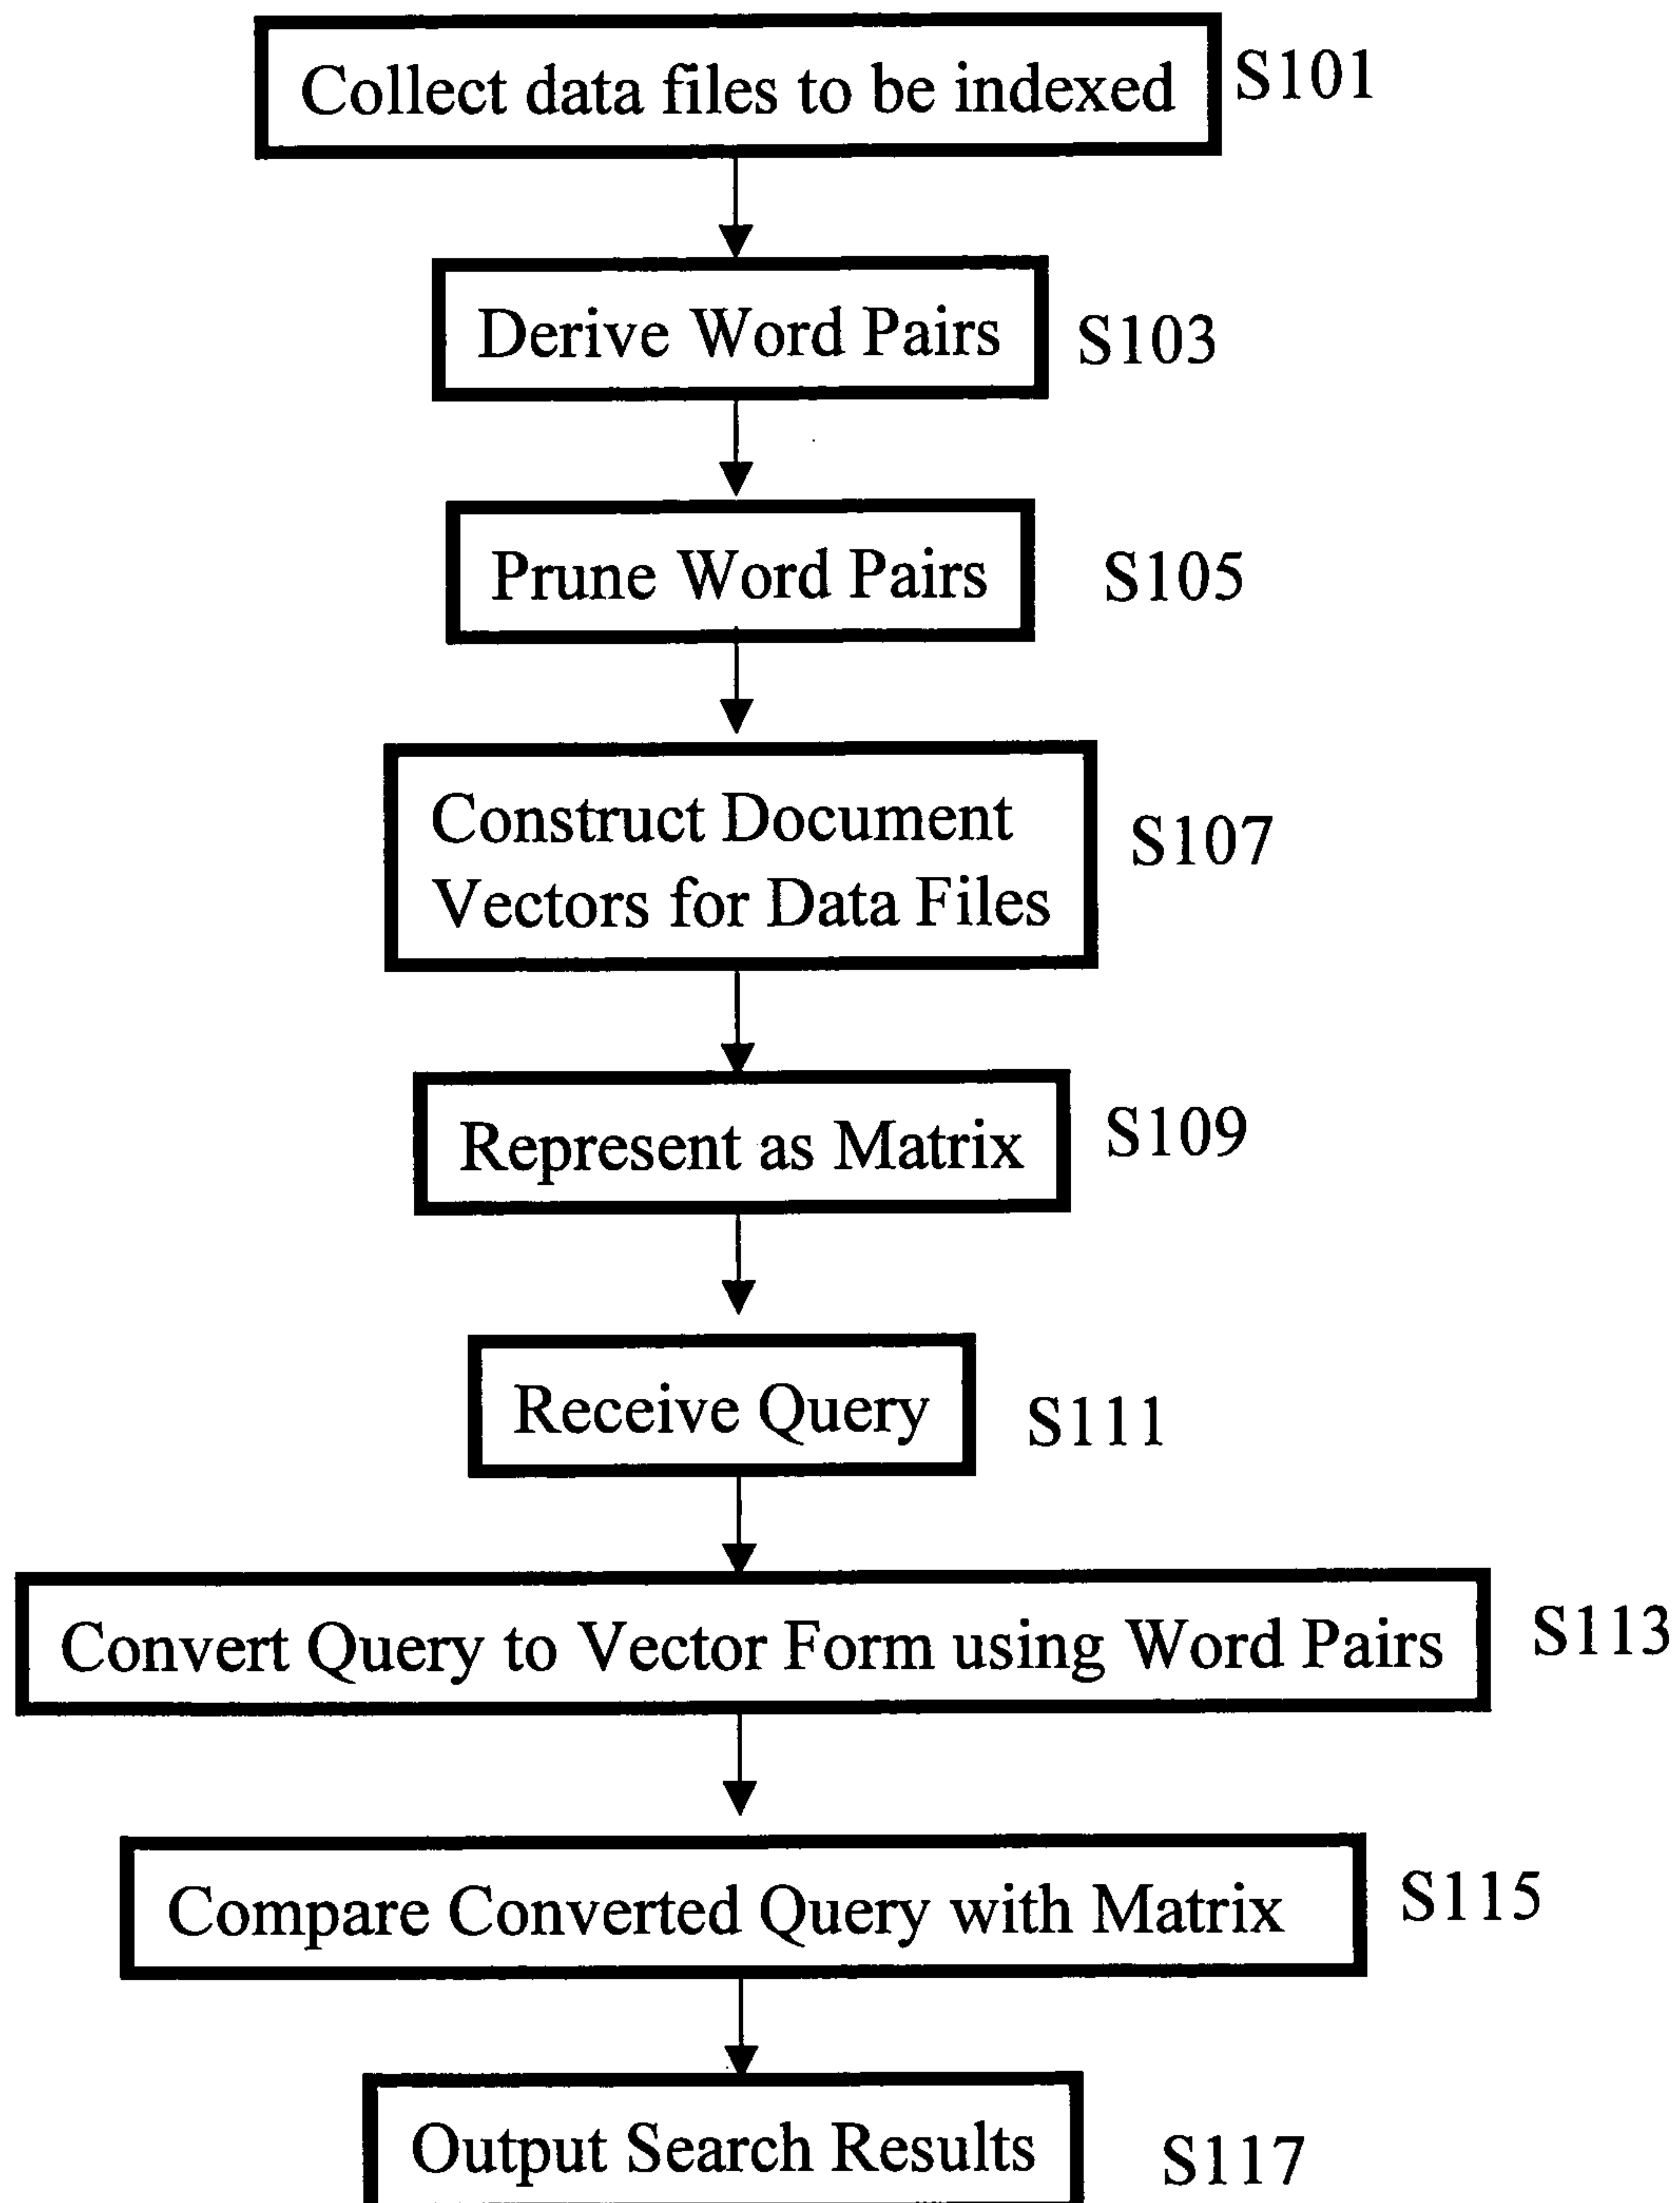 Collect data files to be indexed S101
Derive Word Pairs S103
Prune Word Pairs S105
Construct Document
Vectors for Data Files S107
Represent as Matrix S109
Receive Query S111
Convert Query to Vector Form using Word Pairs S113
Compare Converted Query with Matrix S115
Output Search Results S117